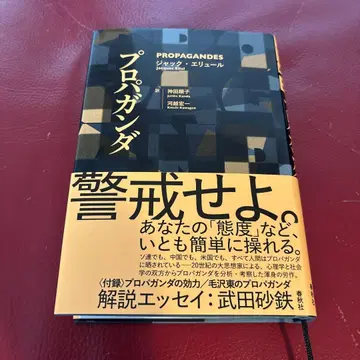 PROPAGANDES
ジャック・エリュール
Jacques Ellul
プロパガンダ
訳
神田順子
Junko Kanda
河越宏一
Koichi Kawagoe
警戒せよ。
あなたの「態度」など、
いとも簡単に操れる。
ソ連でも、中国でも、米国でも、すべて人間はプロパガンダ
に晒されている──20世紀の大思想家による、心理学と社会
学の双方からプロパガンダを分析・考察した渾身の労作。
〈付録〉プロパガンダの効力/毛沢東のプロパガンダ
解説エッセイ：武田砂鉄
春秋社